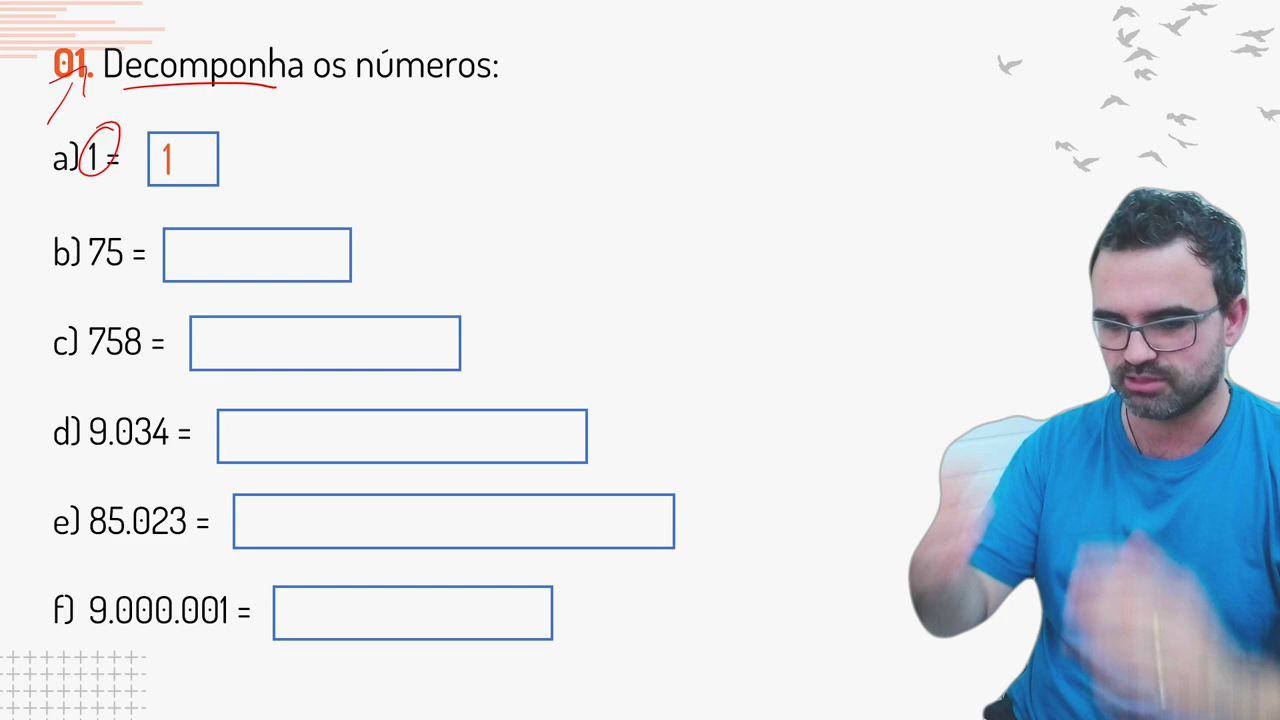 01. Decomponha os números:
a) 1 = 1
b) 75 =
c) 758 =
d) 9.034 =
e) 85.023 =
f) 9.000.001 =